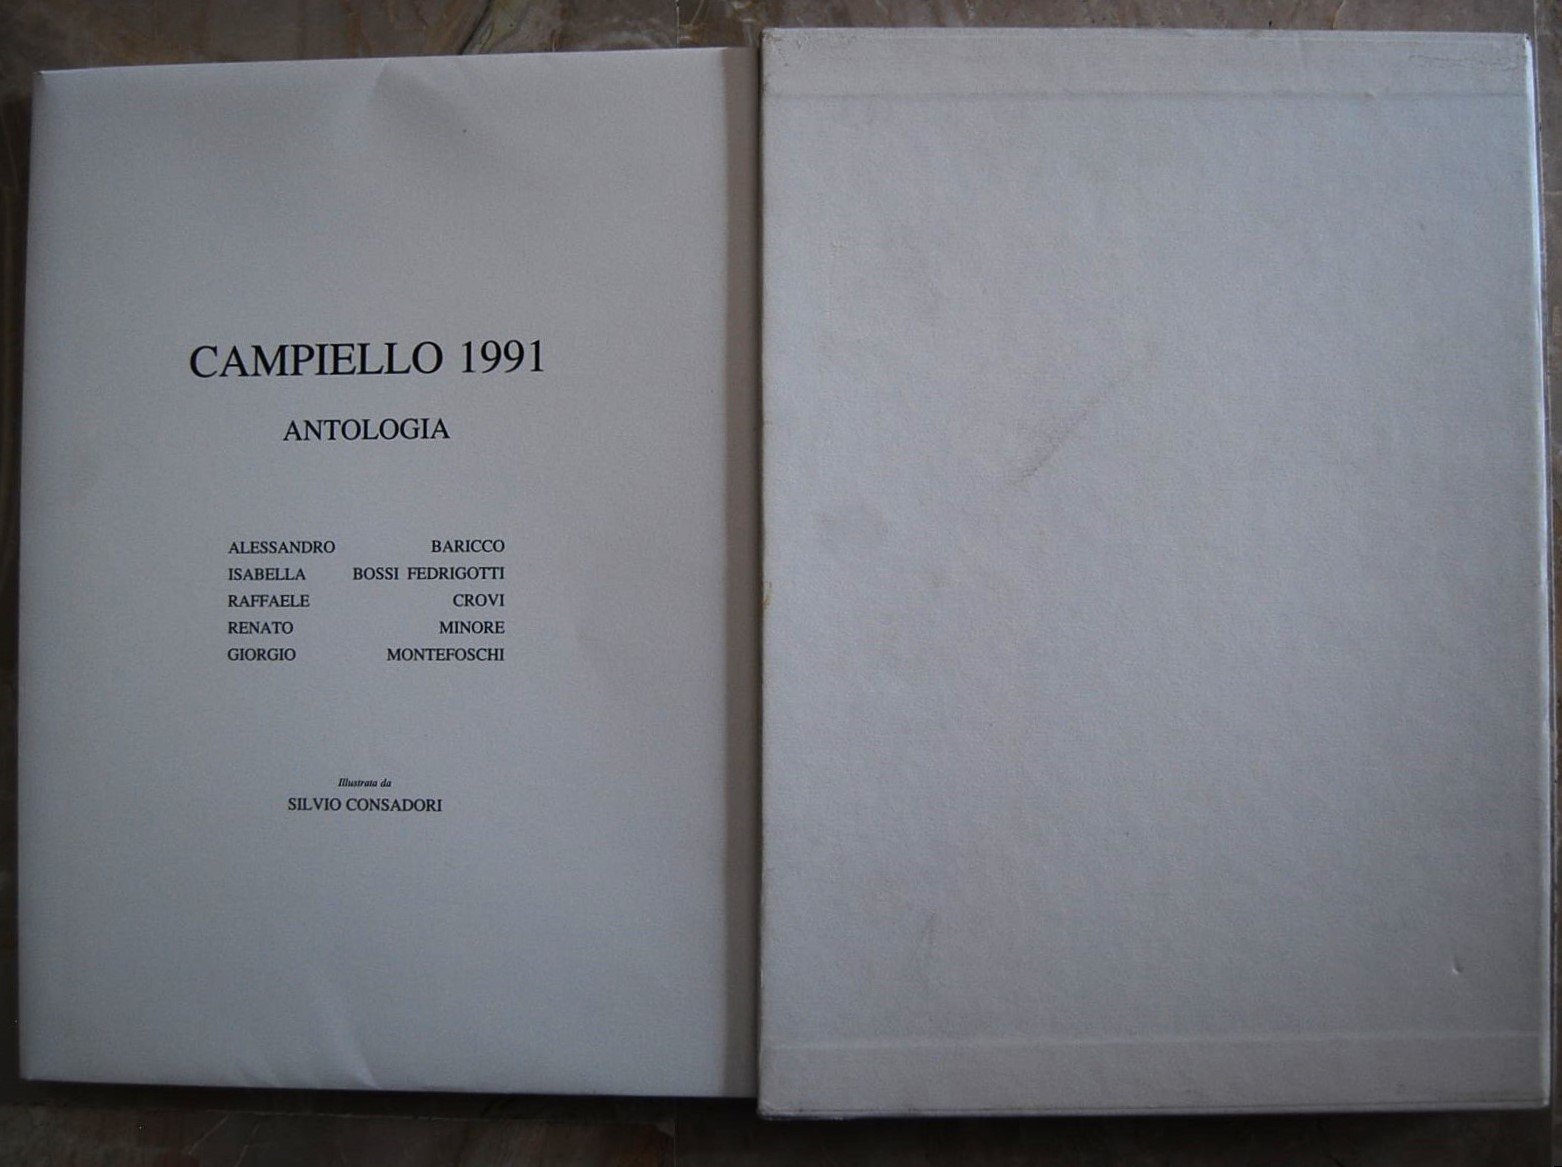 CAMPIELLO 1991
ANTOLOGIA
ALESSANDRO BARICCO
ISABELLA BOSSI FEDRIGOTTI
RAFFAELE CROVI
RENATO MINORE
GIORGIO MONTEFOSCHI
Illustrata da
SILVIO CONSADORI